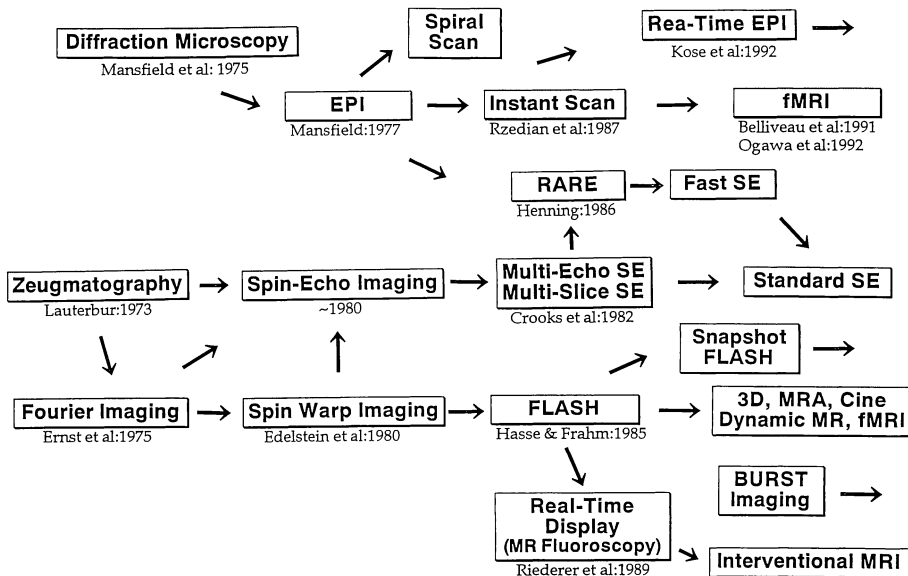 Diffraction Microscopy
Mansfield et al: 1975
Spiral
Scan
Rea-Time EPI
Kose et al:1992
EPI
Mansfield:1977
Instant Scan
Rzedian et al:1987
fMRI
Belliveau et al:1991
Ogawa et al:1992
RARE
Henning:1986
Fast SE
Zeugmatography
Lauterbur:1973
Spin-Echo Imaging
~1980
Multi-Echo SE
Multi-Slice SE
Crooks et al:1982
Standard SE
Snapshot
FLASH
Fourier Imaging
Ernst et al:1975
Spin Warp Imaging
Edelstein et al:1980
FLASH
Hasse & Frahm:1985
3D, MRA, Cine
Dynamic MR, fMRI
BURST
Imaging
Real-Time
Display
(MR Fluoroscopy)
Riederer et al:1989
Interventional MRI